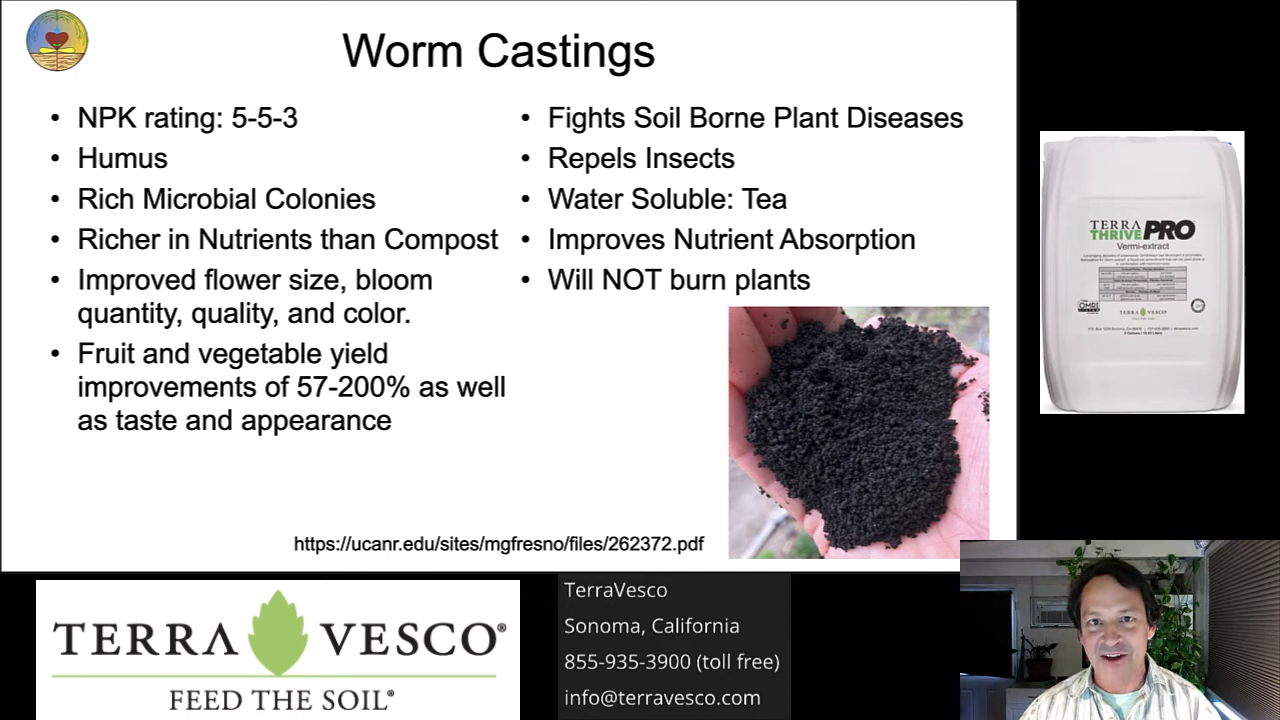 Worm Castings
• NPK rating: 5-5-3
• Humus
• Rich Microbial Colonies
• Richer in Nutrients than Compost
• Improved flower size, bloom
quantity, quality, and color.
• Fruit and vegetable yield
improvements of 57-200% as well
as taste and appearance
• Fights Soil Borne Plant Diseases
• Repels Insects
• Water Soluble: Tea
• Improves Nutrient Absorption
• Will NOT burn plants
https://ucanr.edu/sites/mgfresno/files/262372.pdf
TERRA
THRIVE PRO
Vermi-extract
OMRI
TERRA VESCO
TERRA VESCO®
FEED THE SOIL®
TerraVesco
Sonoma, California
855-935-3900 (toll free)
info@terravesco.com